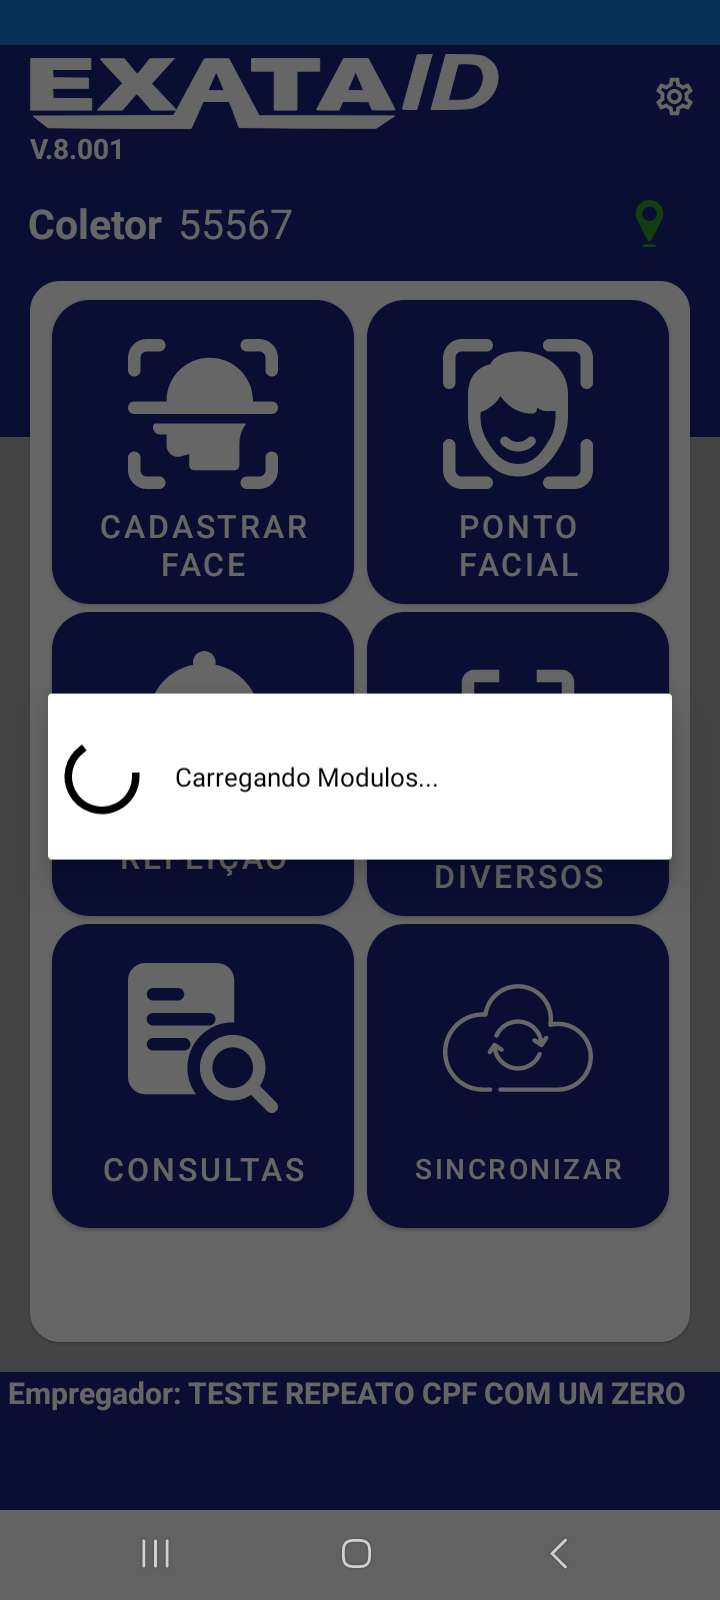 EXATA ID
V.8.001
Coletor 55567
CADASTRAR
FACE
PONTO
FACIAL
Carregando Modulos...
REFEIÇÃO
DIVERSOS
CONSULTAS
SINCRONIZAR
Empregador: TESTE REPEATO CPF COM UM ZERO